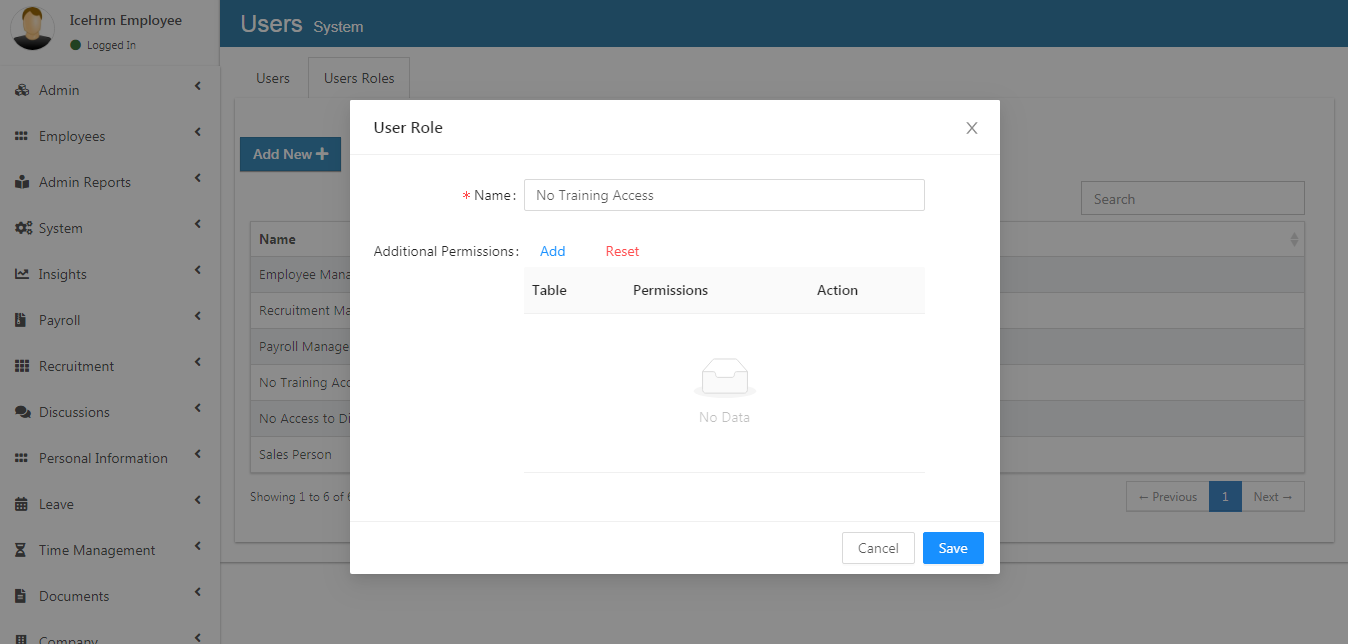 IceHrm Employee
Logged In
Users System
Admin
Employees
Admin Reports
System
Insights
Payroll
Recruitment
Discussions
Personal Information
Leave
Time Management
Documents
Company
Users
Users Roles
Add New
Search
Name
Employee Mana
Recruitment Ma
Payroll Manage
No Training Acc
No Access to Di
Sales Person
Showing 1 to 6 of 6
← Previous 1 Next →
User Role
* Name: No Training Access
Additional Permissions: Add Reset
Table Permissions Action
No Data
Cancel Save